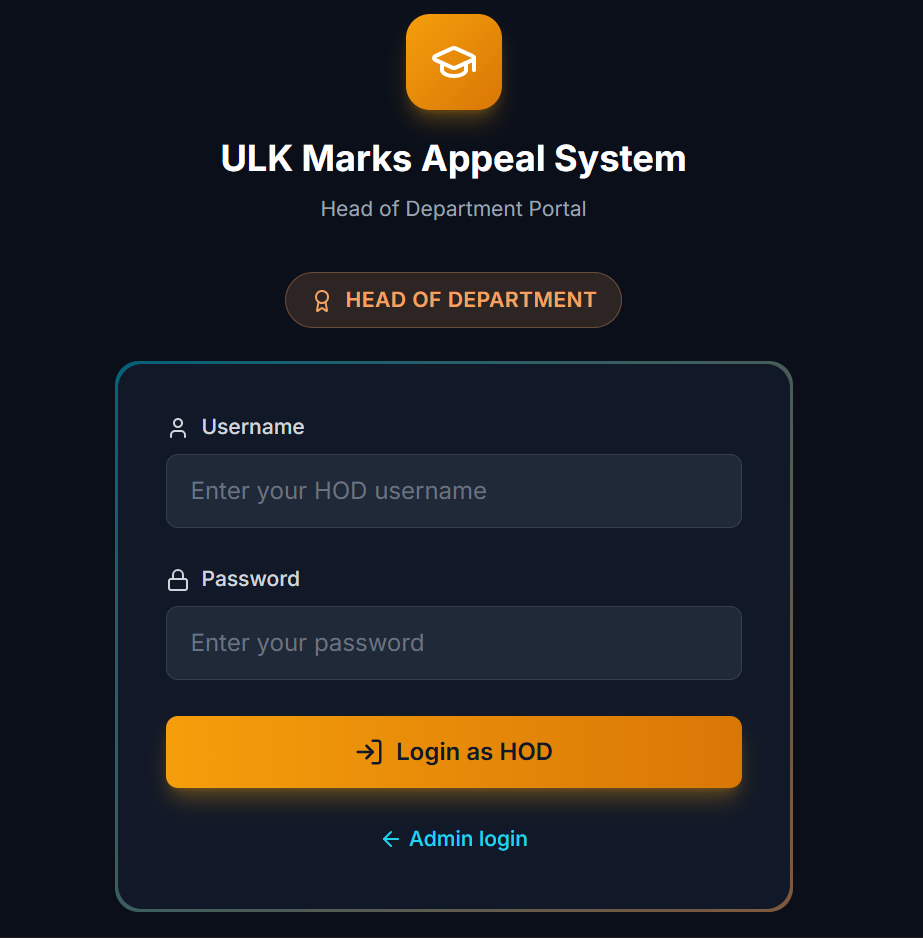 ULK Marks Appeal System
Head of Department Portal
HEAD OF DEPARTMENT
Username
Enter your HOD username
Password
Enter your password
Login as HOD
Admin login